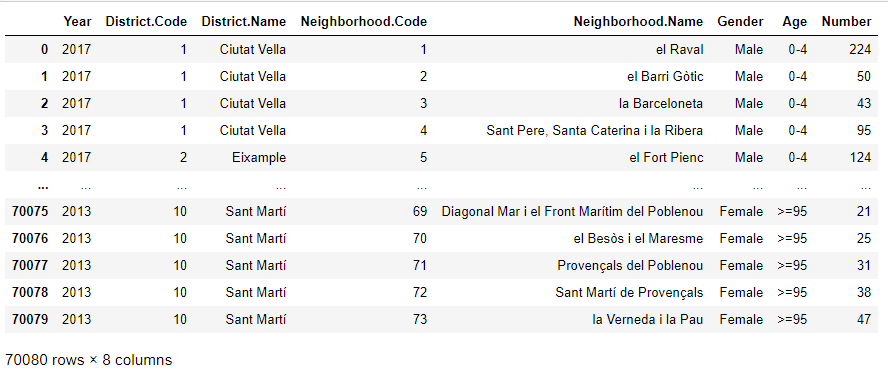 Year District.Code District.Name Neighborhood.Code Neighborhood.Name Gender Age Number
0 2017 1 Ciutat Vella 1 el Raval Male 0-4 224
1 2017 1 Ciutat Vella 2 el Barri Gòtic Male 0-4 50
2 2017 1 Ciutat Vella 3 la Barceloneta Male 0-4 43
3 2017 1 Ciutat Vella 4 Sant Pere, Santa Caterina i la Ribera Male 0-4 95
4 2017 2 Eixample 5 el Fort Pienc Male 0-4 124
... ... ... ... ... ... ... ... ...
70075 2013 10 Sant Martí 69 Diagonal Mar i el Front Marítim del Poblenou Female >=95 21
70076 2013 10 Sant Martí 70 el Besòs i el Maresme Female >=95 25
70077 2013 10 Sant Martí 71 Provençals del Poblenou Female >=95 31
70078 2013 10 Sant Martí 72 Sant Martí de Provençals Female >=95 38
70079 2013 10 Sant Martí 73 la Verneda i la Pau Female >=95 47
70080 rows × 8 columns